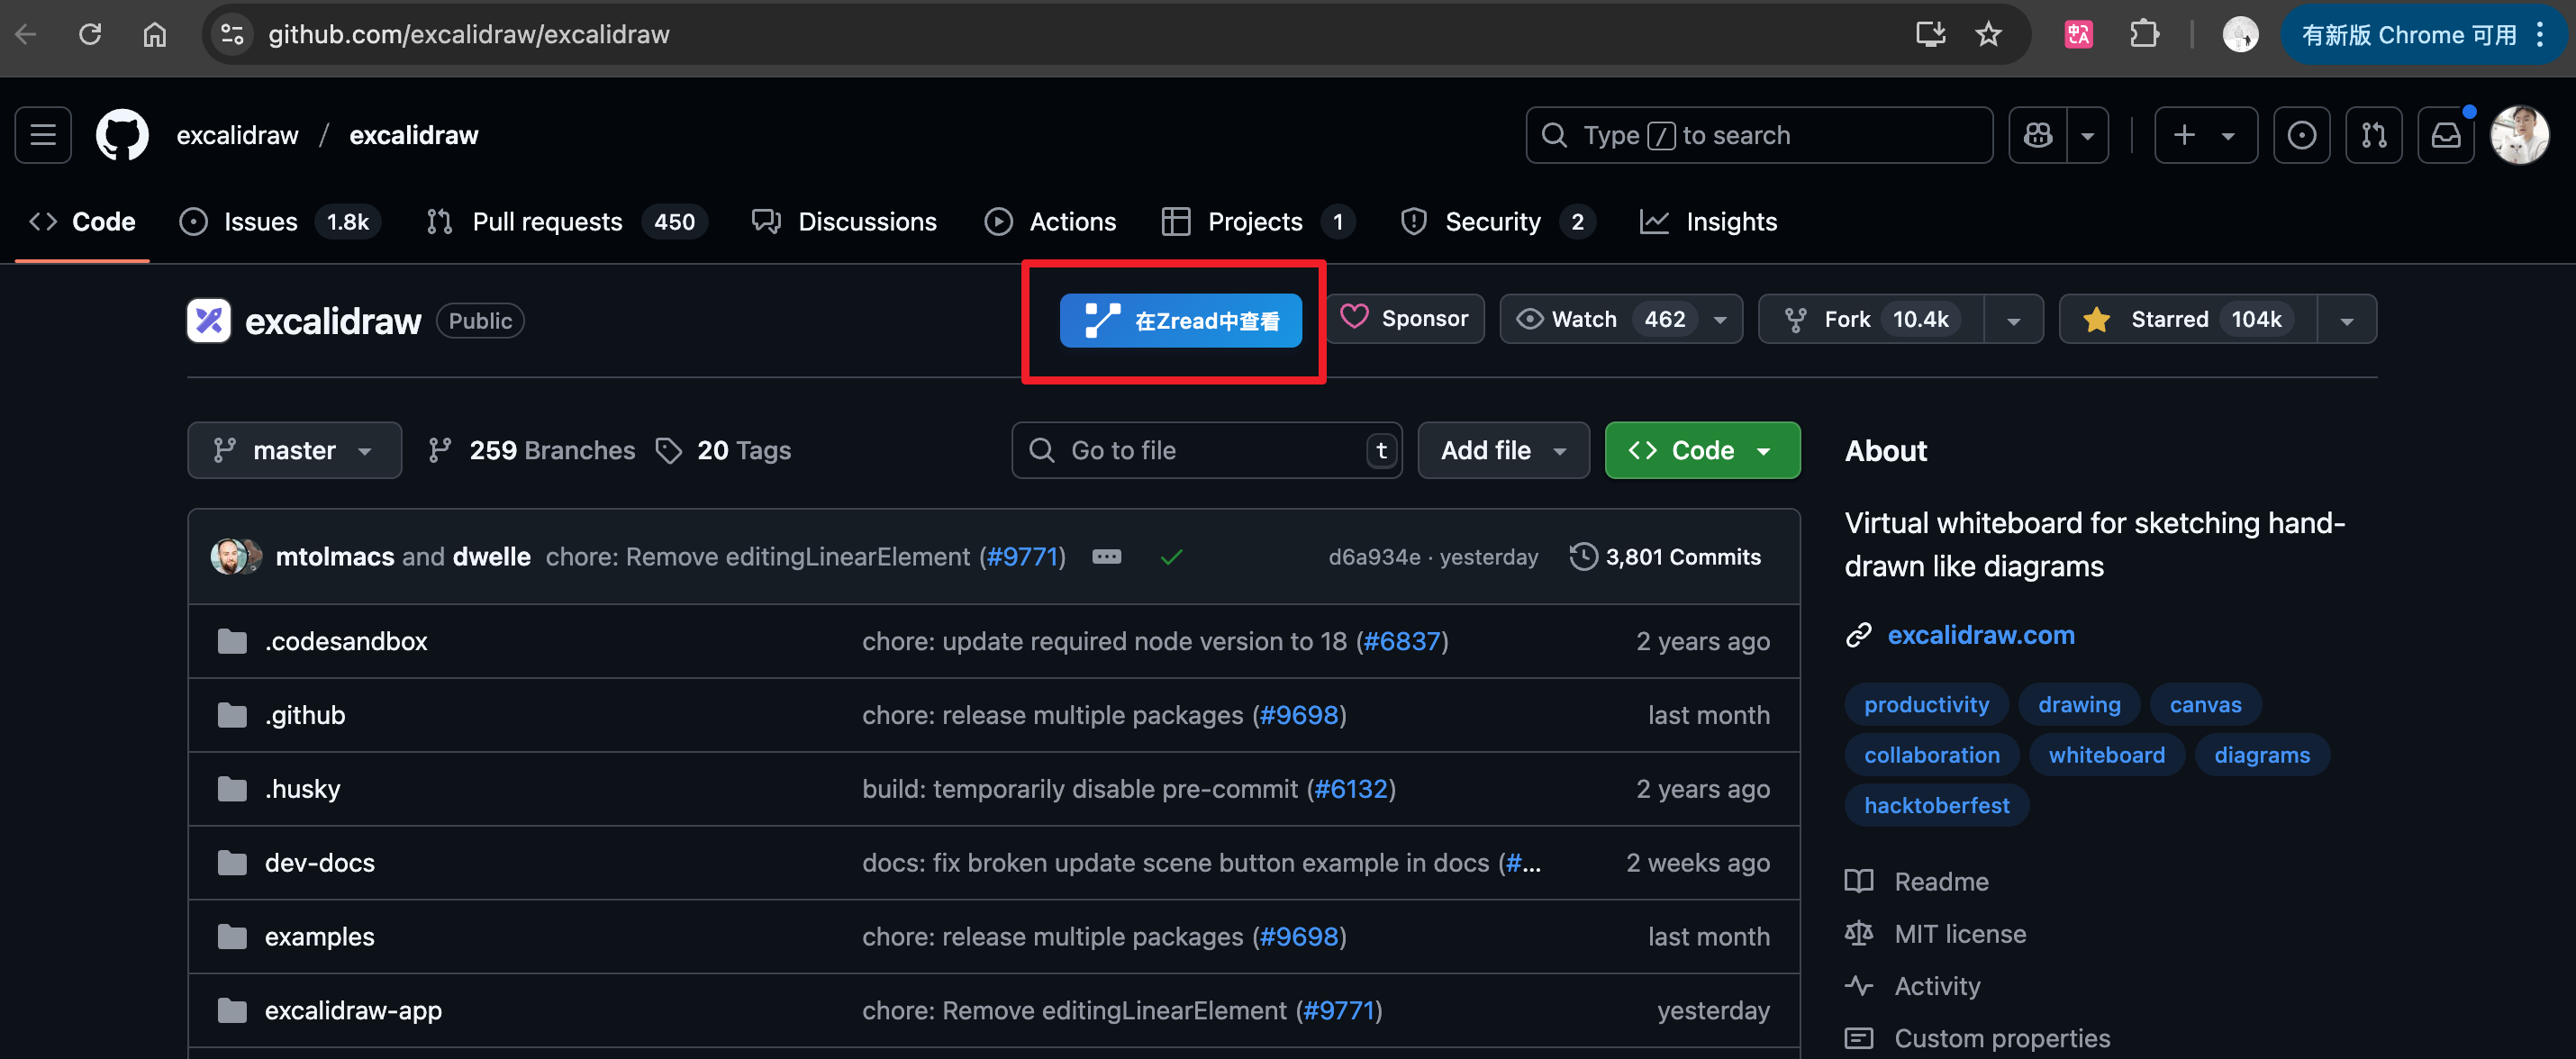 github.com/excalidraw/excalidraw
有新版 Chrome 可用
excalidraw / excalidraw
Type / to search
Code
Issues 1.8k
Pull requests 450
Discussions
Actions
Projects 1
Security 2
Insights
excalidraw Public
在Zread中查看
Sponsor
Watch 462
Fork 10.4k
Starred 104k
master
259 Branches
20 Tags
Go to file t
Add file
Code
mtolmacs and dwelle chore: Remove editingLinearElement (#9771) d6a934e · yesterday 3,801 Commits
.codesandbox chore: update required node version to 18 (#6837) 2 years ago
.github chore: release multiple packages (#9698) last month
.husky build: temporarily disable pre-commit (#6132) 2 years ago
dev-docs docs: fix broken update scene button example in docs (#... 2 weeks ago
examples chore: release multiple packages (#9698) last month
excalidraw-app chore: Remove editingLinearElement (#9771) yesterday
About
Virtual whiteboard for sketching hand-
drawn like diagrams
excalidraw.com
productivity drawing canvas
collaboration whiteboard diagrams
hacktoberfest
Readme
MIT license
Activity
Custom properties